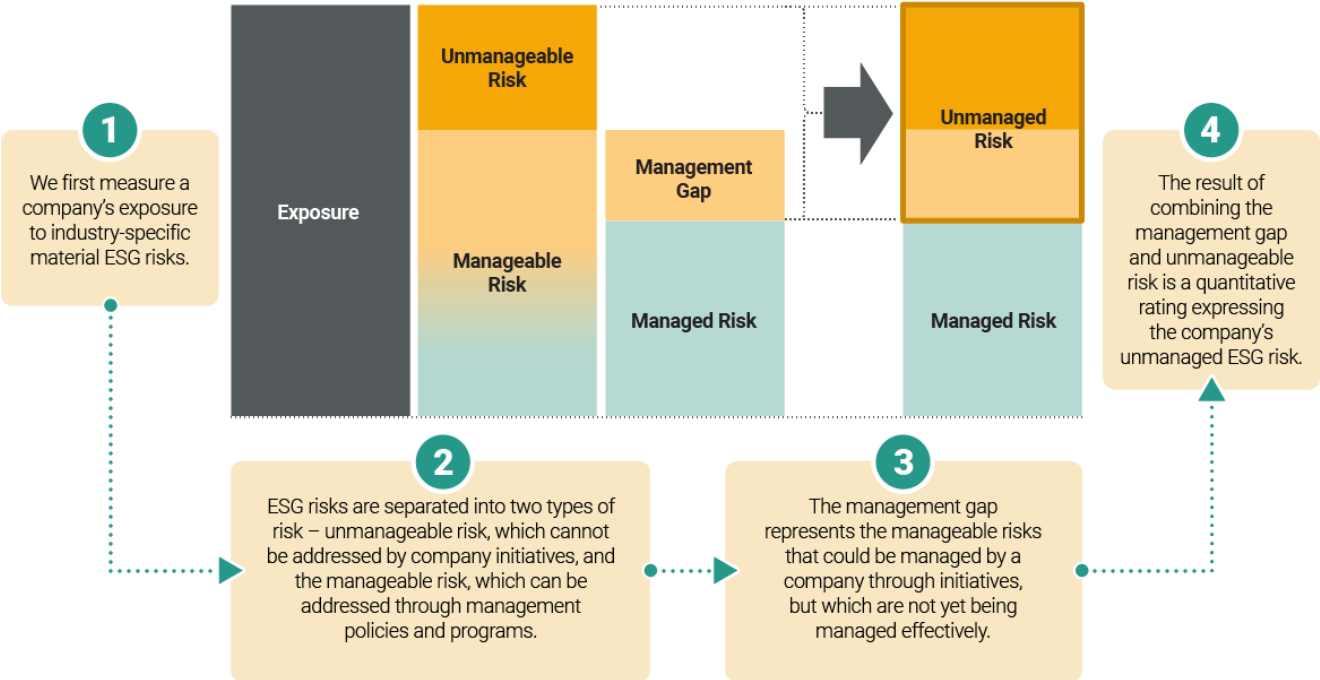 Unmanageable
Risk
Exposure
Manageable
Risk
Management
Gap
Managed Risk
Unmanaged
Risk
Managed Risk
1
We first measure a
company’s exposure
to industry-specific
material ESG risks.
2
ESG risks are separated into two types of
risk – unmanageable risk, which cannot
be addressed by company initiatives, and
the manageable risk, which can be
addressed through management
policies and programs.
3
The management gap
represents the manageable risks
that could be managed by a
company through initiatives,
but which are not yet being
managed effectively.
4
The result of
combining the
management gap
and unmanageable
risk is a quantitative
rating expressing
the company’s
unmanaged ESG risk.